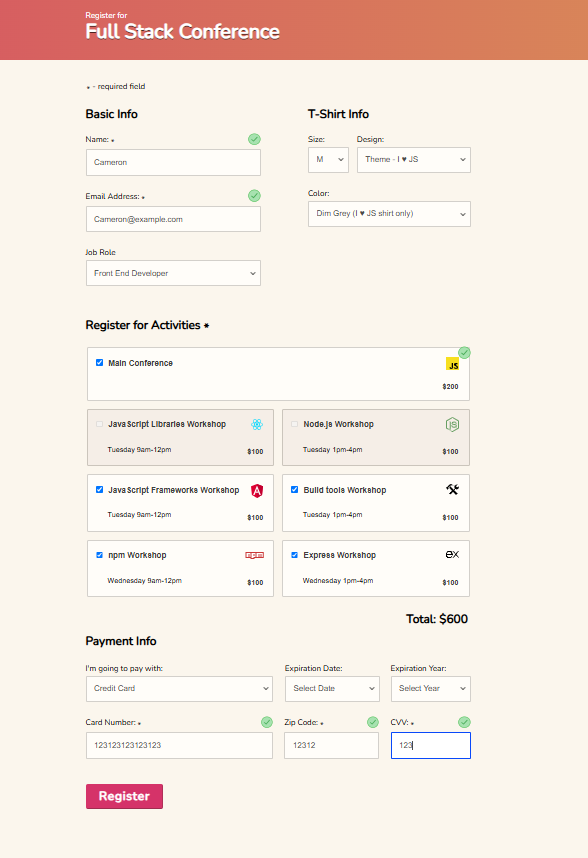 Register for
Full Stack Conference
* - required field
Basic Info
Name: *
Cameron
Email Address: *
Cameron@example.com
Job Role
Front End Developer
T-Shirt Info
Size:
M
Design:
Theme - I ♥ JS
Color:
Dim Grey (I ♥ JS shirt only)
Register for Activities *
Main Conference
JS
$200
JavaScript Libraries Workshop
Tuesday 9am-12pm
$100
Node.js Workshop
JS
Tuesday 1pm-4pm
$100
JavaScript Frameworks Workshop
A
Tuesday 9am-12pm
$100
Build tools Workshop
Tuesday 1pm-4pm
$100
npm Workshop
npm
Wednesday 9am-12pm
$100
Express Workshop
ex
Wednesday 1pm-4pm
$100
Total: $600
Payment Info
I'm going to pay with:
Credit Card
Expiration Date:
Select Date
Expiration Year:
Select Year
Card Number: *
123123123123123
Zip Code: *
12312
CVV: *
123
Register